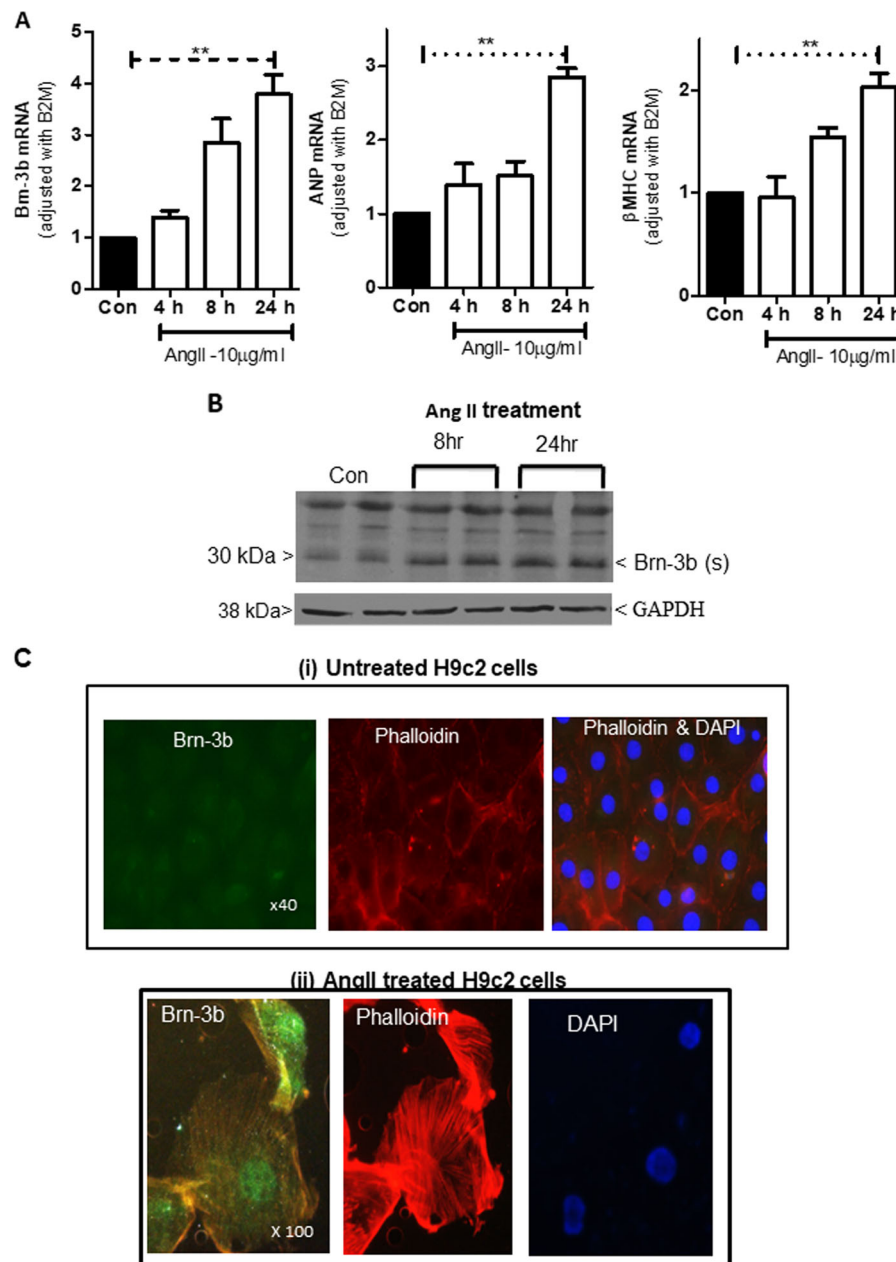 A
Brn-3b mRNA
(adjusted with B2M)
5
4
3
2
1
0
**
Con 4 h 8 h 24 h
AngII -10µg/ml
ANP mRNA
(adjusted with B2M)
3
2
1
0
**
Con 4 h 8 h 24 h
AngII- 10µg/ml
βMHC mRNA
(adjusted with B2M)
2
1
0
**
Con 4 h 8 h 24 h
AngII- 10µg/ml
B
Ang II treatment
Con 8hr 24hr
30 kDa > < Brn-3b (s)
38 kDa> < GAPDH
C
(i) Untreated H9c2 cells
Brn-3b
x40
Phalloidin
Phalloidin & DAPI
(ii) AngII treated H9c2 cells
Brn-3b
X 100
Phalloidin
DAPI